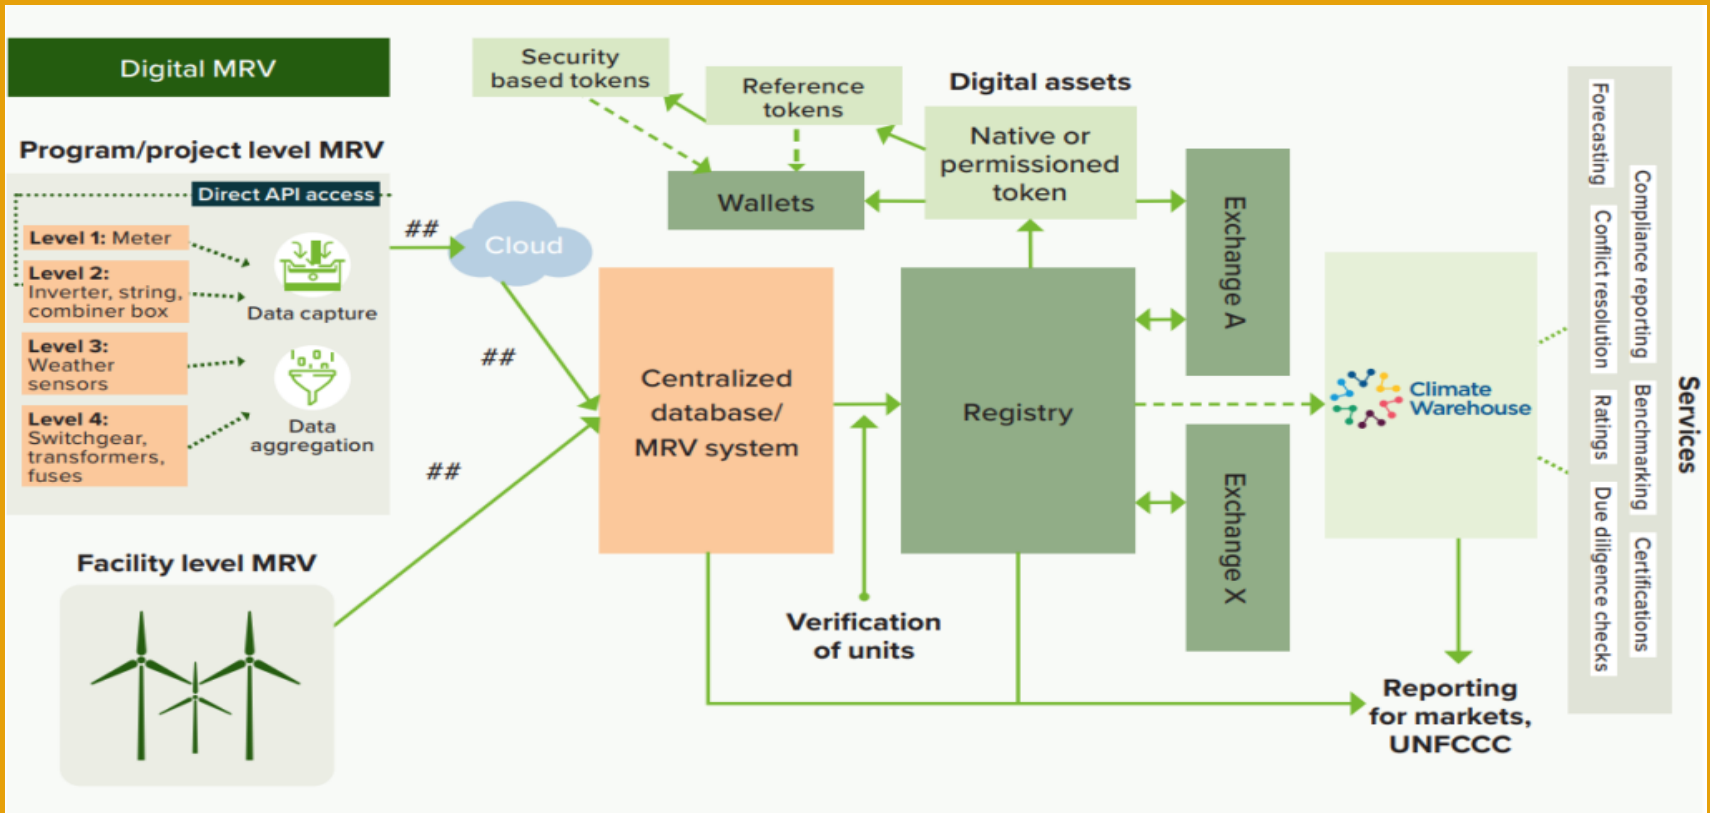 Digital MRV
Program/project level MRV
Direct API access
Level 1: Meter
Level 2:
Inverter, string,
combiner box
Level 3:
Weather
sensors
Level 4:
Switchgear,
transformers,
fuses
Data capture
Data
aggregation
Facility level MRV
##
Cloud
##
##
Security
based tokens
Reference
tokens
Digital assets
Native or
permissioned
token
Wallets
Centralized
database/
MRV system
Verification
of units
Registry
Exchange A
Exchange X
Climate
Warehouse
Reporting
for markets,
UNFCCC
Forecasting
Compliance reporting
Conflict resolution
Benchmarking
Ratings
Certifications
Due diligence checks
Services